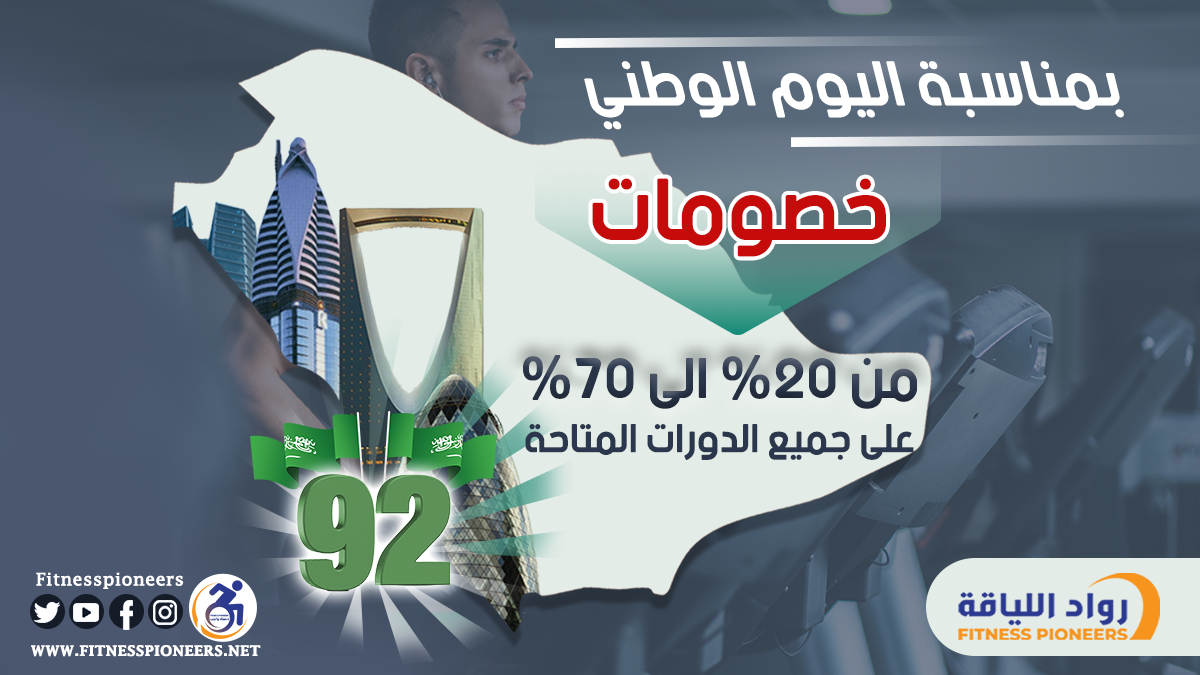 بمناسبة اليوم الوطني
خصومات
من 20% الى 70%
على جميع الدورات المتاحة
92
Fitnesspioneers
WWW.FITNESSPIONEERS.NET
رواد اللياقة
FITNESS PIONEERS